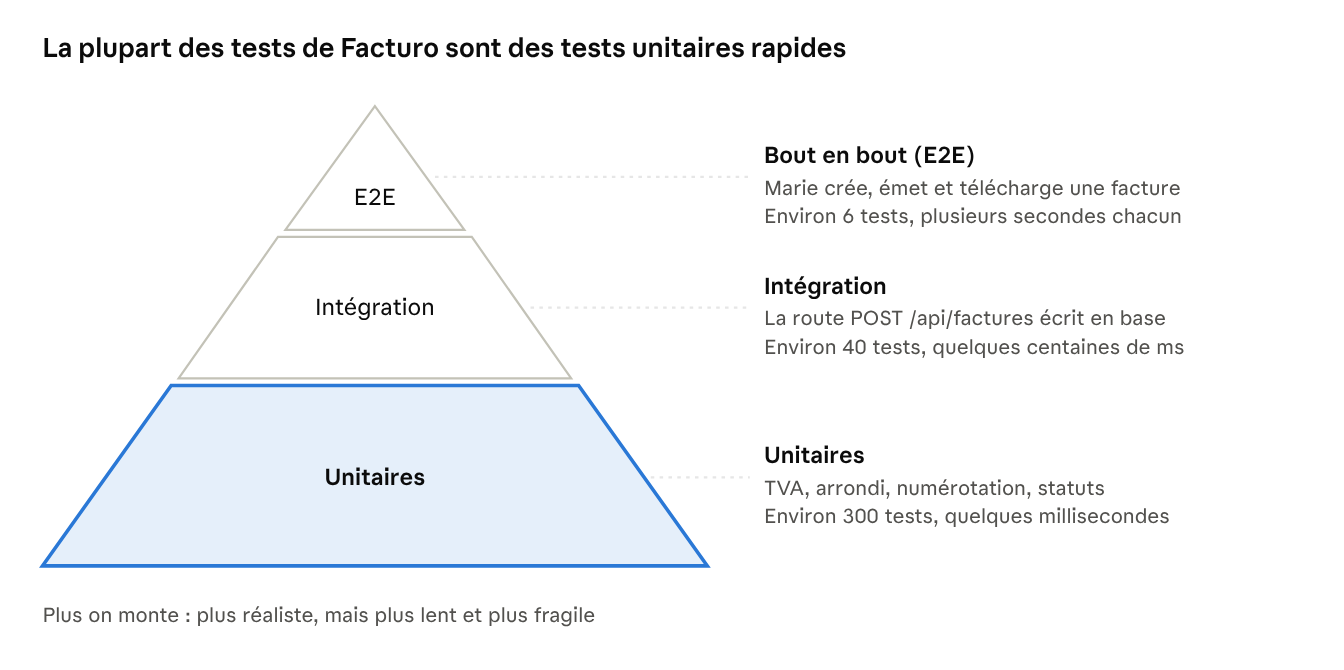 La plupart des tests de Facturo sont des tests unitaires rapides
E2E
Bout en bout (E2E)
Marie crée, émet et télécharge une facture
Environ 6 tests, plusieurs secondes chacun
Intégration
Intégration
La route POST /api/factures écrit en base
Environ 40 tests, quelques centaines de ms
Unitaires
Unitaires
TVA, arrondi, numérotation, statuts
Environ 300 tests, quelques millisecondes
Plus on monte : plus réaliste, mais plus lent et plus fragile